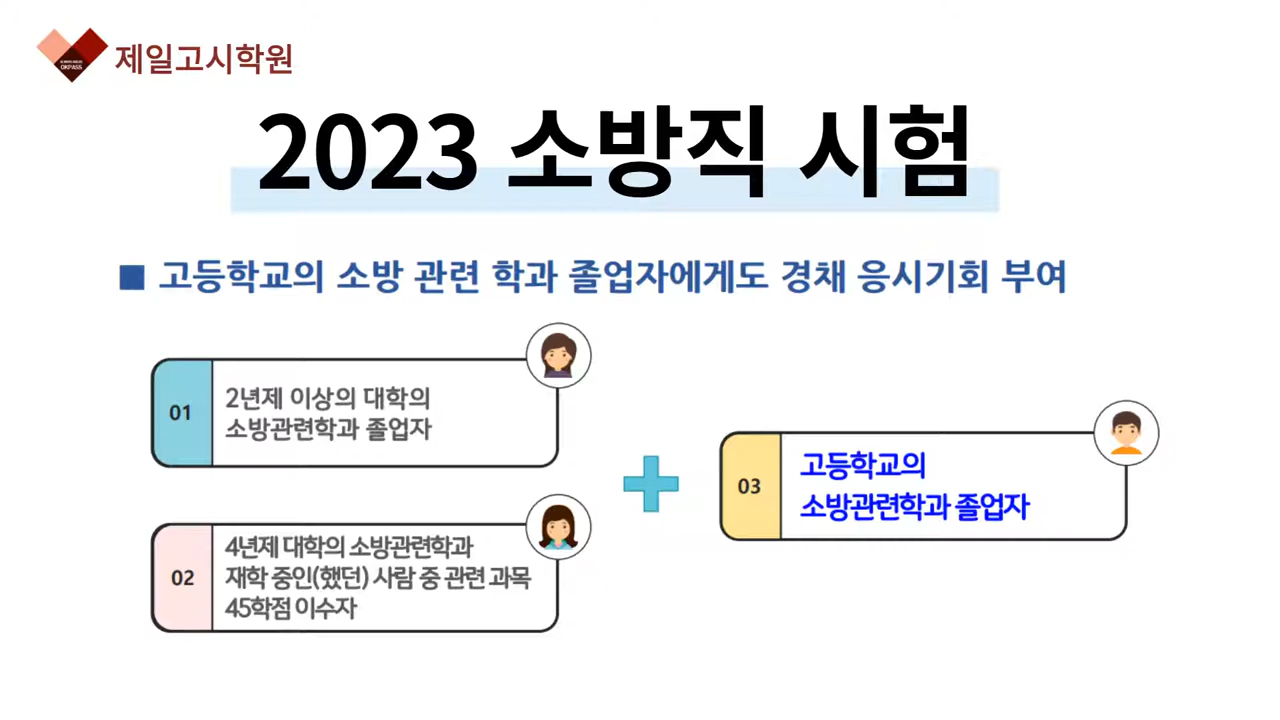 제일고시학원
OKPASS
2023 소방직 시험
■ 고등학교의 소방 관련 학과 졸업자에게도 경채 응시기회 부여
01
2년제 이상의 대학의
소방관련학과 졸업자
02
4년제 대학의 소방관련학과
재학 중인(했던) 사람 중 관련 과목
45학점 이수자
03
고등학교의
소방관련학과 졸업자